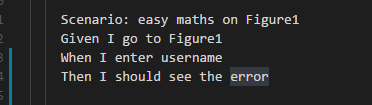 Scenario: easy maths on Figure1
Given I go to Figure1
When I enter username
Then I should see the error